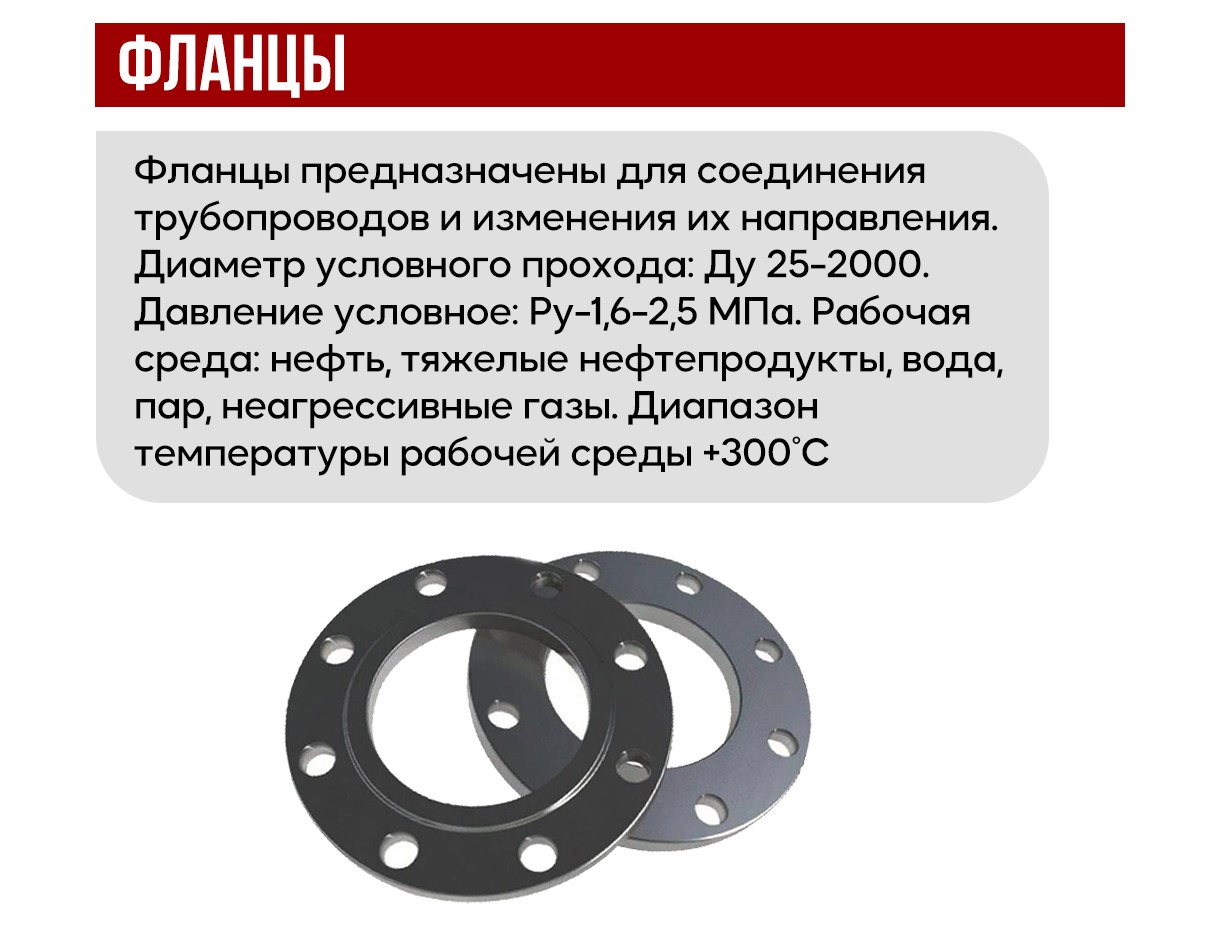 ФЛАНЦЫ
Фланцы предназначены для соединения
трубопроводов и изменения их направления.
Диаметр условного прохода: Ду 25-2000.
Давление условное: Ру-1,6-2,5 МПа. Рабочая
среда: нефть, тяжелые нефтепродукты, вода,
пар, неагрессивные газы. Диапазон
температуры рабочей среды +300°С